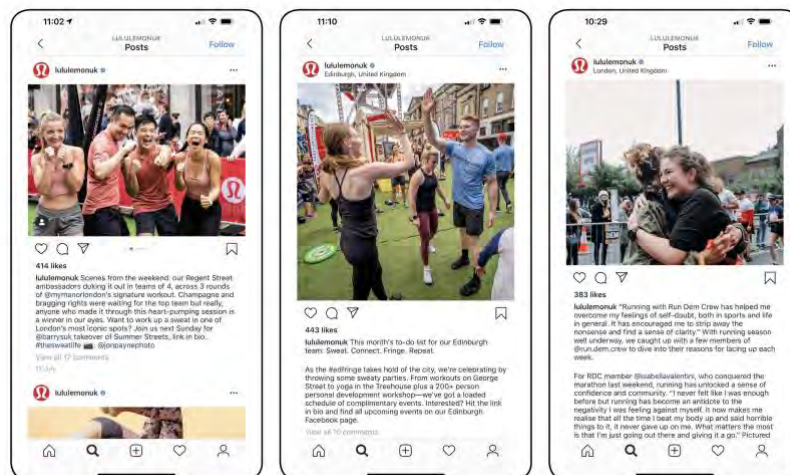 11:02
LULULEMONUK
Posts
Follow
lululemonuk
414 likes
lululemonuk Scenes from the weekend: our Regent Street
ambassadors duking it out in teams of 4, across 3 rounds
of @mymanorlondon's signature workout. Champagne and
bragging rights were waiting for the top team but really,
anyone who made it through this heart-pumping session is
a winner in our eyes. Want to work up a sweat in one of
London's most iconic spots? Join us next Sunday for
@barrysuk takeover of Summer Streets, link in bio.
#thesweatlife 📷: @jonpaynephoto
View all 17 comments
11 July
lululemonuk
11:10
LULULEMONUK
Posts
Follow
lululemonuk
Edinburgh, United Kingdom
443 likes
lululemonuk This month's to-do list for our Edinburgh
team: Sweat. Connect. Fringe. Repeat.
As the #edfringe takes hold of the city, we're celebrating by
throwing some sweaty parties. From workouts on George
Street to yoga in the Treehouse plus a 200+ person
personal development workshop—we've got a loaded
schedule of complimentary events. Interested? Hit the link
in bio and find all upcoming events on our Edinburgh
Facebook page.
View all 10 comments
10:29
LULULEMONUK
Posts
Follow
lululemonuk
London, United Kingdom
383 likes
lululemonuk "Running with Run Dem Crew has helped me
overcome my feelings of self-doubt, both in sports and life
in general. It has encouraged me to strip away the
nonsense and find a sense of clarity." With running season
well underway, we caught up with a few members of
@run.dem.crew to dive into their reasons for lacing up each
week.
For RDC member @isabellavalentini, who conquered the
marathon last weekend, running has unlocked a sense of
confidence and community. "I never felt like I was enough
before but running has become an antidote to the
negativity I was feeling against myself. It now makes me
realise that all the time I beat my body up and said horrible
things to it, it never gave up on me. What matters the most
is that I'm just going out there and giving it a go." Pictured